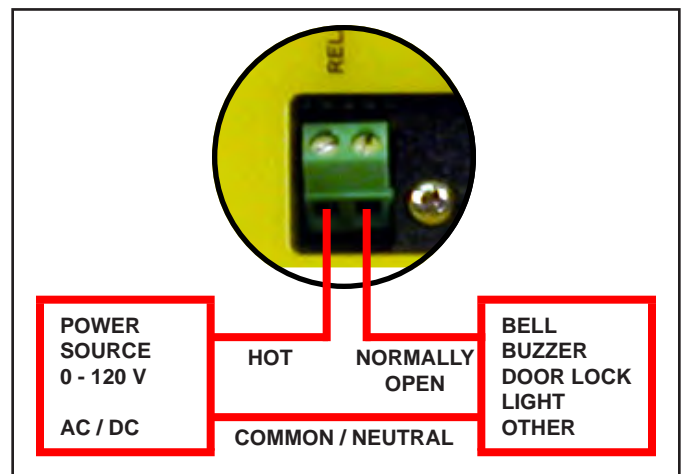 REL
POWER
SOURCE
0 - 120 V
AC / DC
HOT
NORMALLY
OPEN
COMMON / NEUTRAL
BELL
BUZZER
DOOR LOCK
LIGHT
OTHER